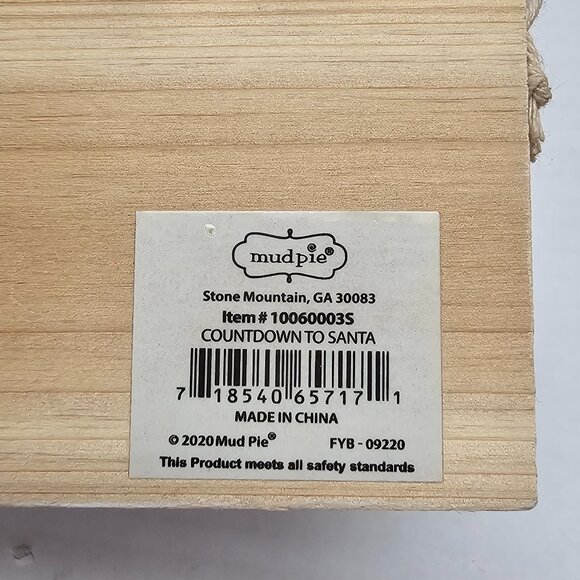 mudpie®
Stone Mountain, GA 30083
Item # 10060003S
COUNTDOWN TO SANTA
7 18540 65717 1
MADE IN CHINA
© 2020 Mud Pie® FYB - 09220
This Product meets all safety standards